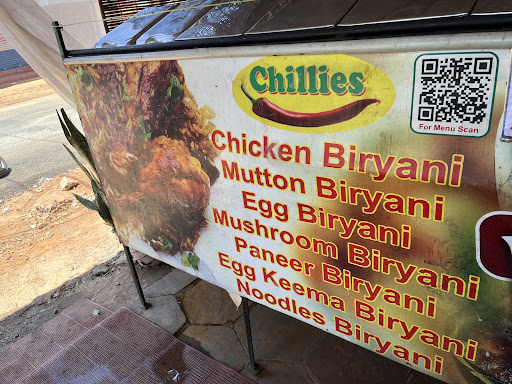 Chillies
For Menu Scan
Chicken Biryani
Mutton Biryani
Egg Biryani
Mushroom Biryani
Paneer Biryani
Egg Keema Biryani
Noodles Biryani